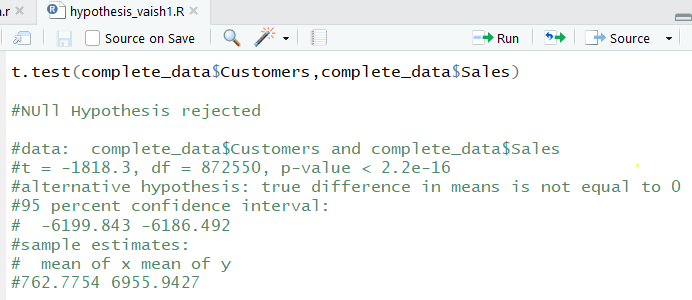 .r × hypothesis_vaish1.R ×
Source on Save Run Source
t.test(complete_data$Customers,complete_data$Sales)
#NUll Hypothesis rejected
#data:  complete_data$Customers and complete_data$Sales
#t = -1818.3, df = 872550, p-value < 2.2e-16
#alternative hypothesis: true difference in means is not equal to 0
#95 percent confidence interval:
#  -6199.843 -6186.492
#sample estimates:
#  mean of x mean of y
#762.7754 6955.9427